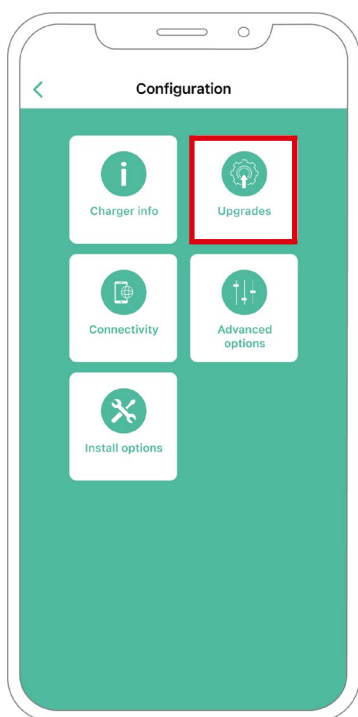 Configuration
Charger info
Upgrades
Connectivity
Advanced
options
Install options